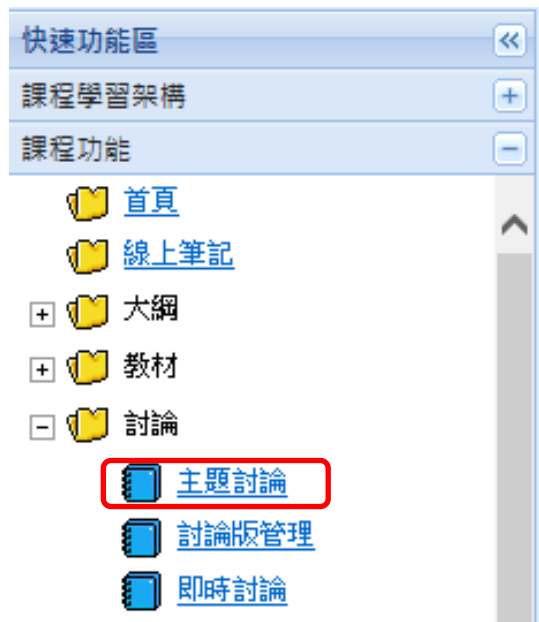 快速功能區
課程學習架構
課程功能
首頁
線上筆記
大綱
教材
討論
主題討論
討論版管理
即時討論